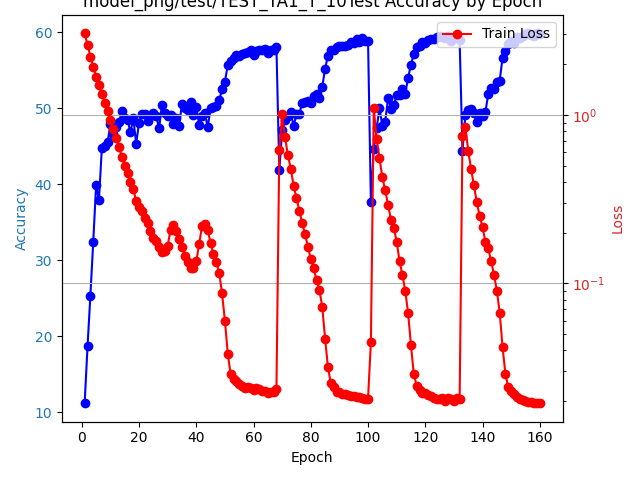 model_png/test/TEST_TA1_T_10Test Accuracy by Epoch
Train Loss
60
50
40
30
20
10
Accuracy
10⁰
10⁻¹
Loss
0 20 40 60 80 100 120 140 160
Epoch